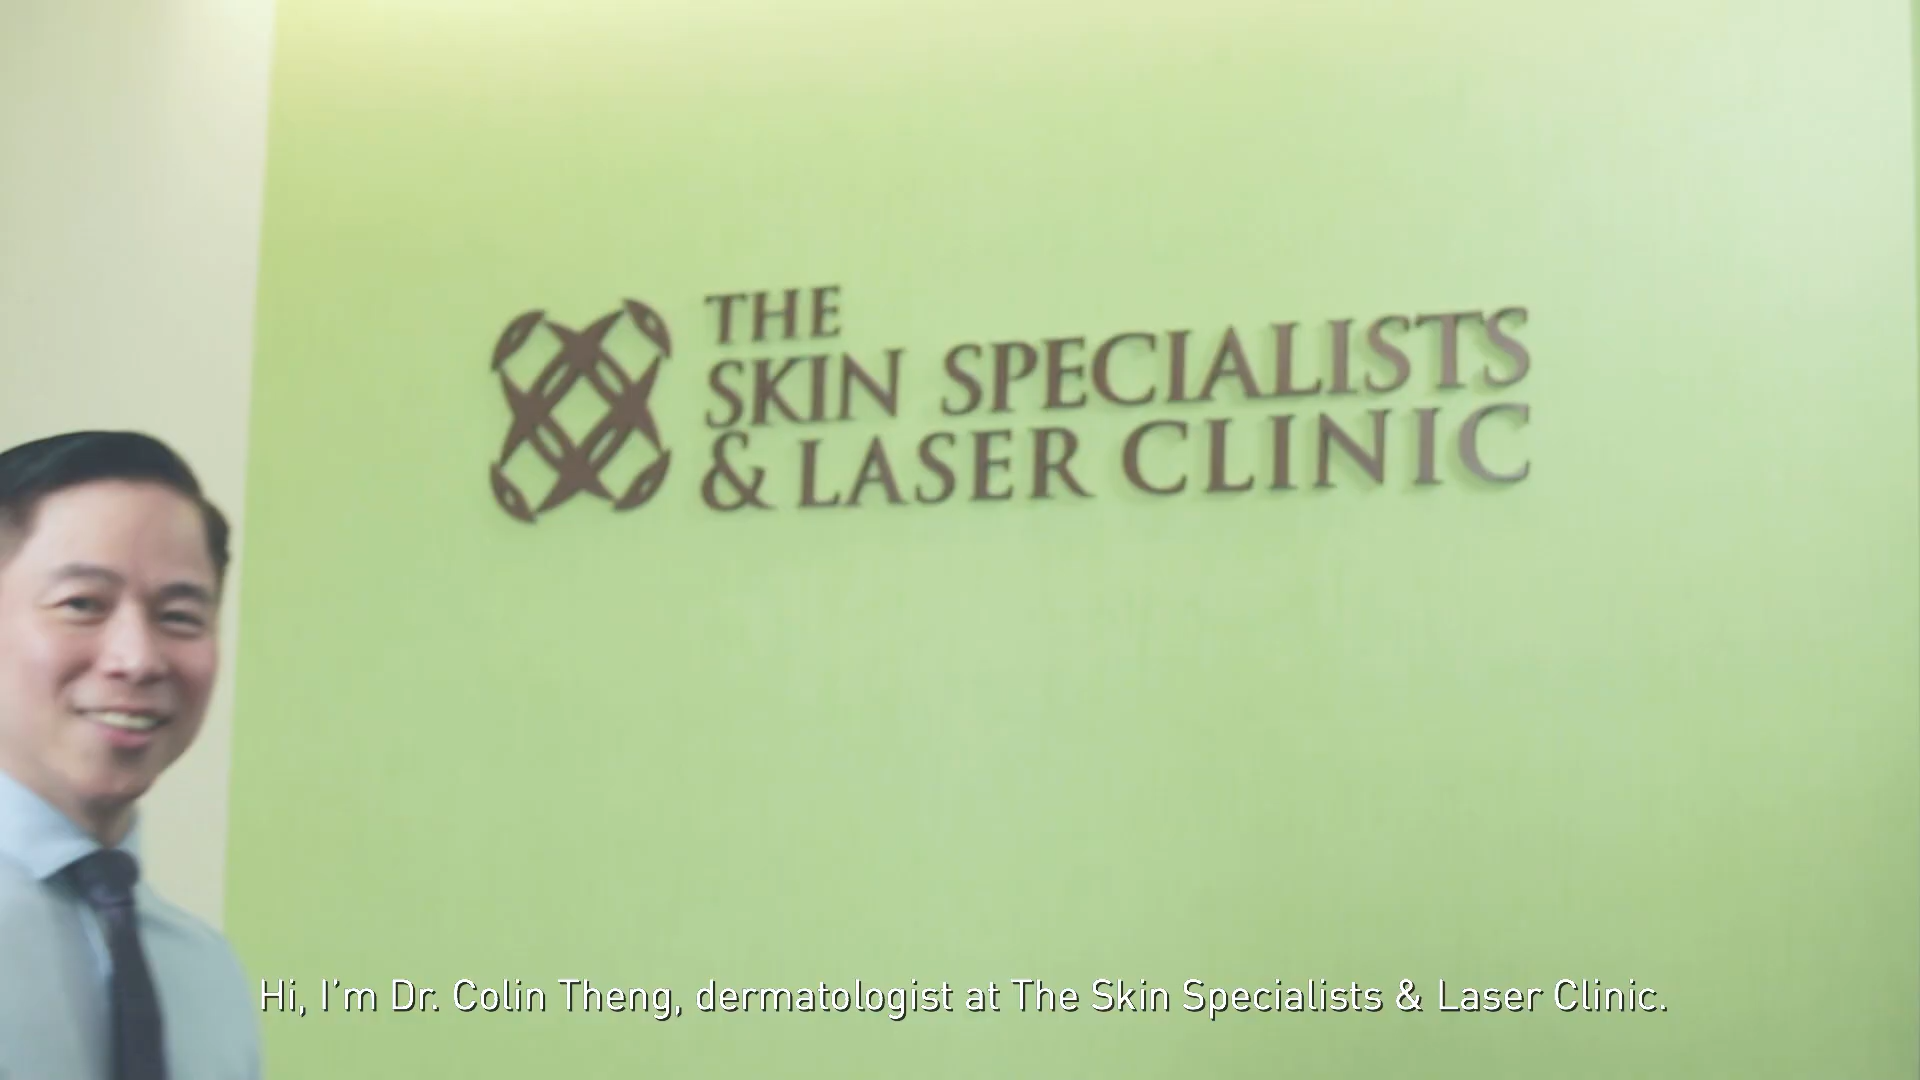 THE
SKIN SPECIALISTS
& LASER CLINIC
Hi, I'm Dr. Colin Theng, dermatologist at The Skin Specialists & Laser Clinic.